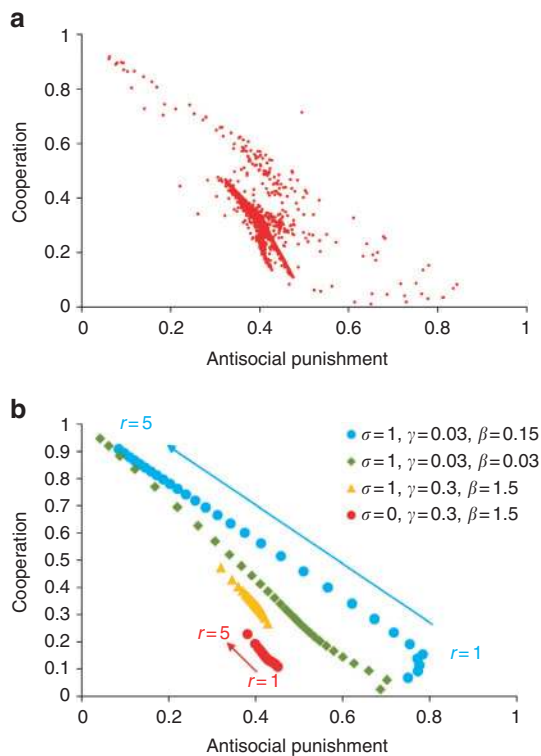 a
1
0.8
0.6
0.4
0.2
0
Cooperation
0 0.2 0.4 0.6 0.8 1
Antisocial punishment
b
1
0.9
0.8
0.7
0.6
0.5
0.4
0.3
0.2
0.1
0
Cooperation
r=5
σ=1, γ=0.03, β=0.15
σ=1, γ=0.03, β=0.03
σ=1, γ=0.3, β=1.5
σ=0, γ=0.3, β=1.5
r=1
r=5
r=1
0 0.2 0.4 0.6 0.8 1
Antisocial punishment